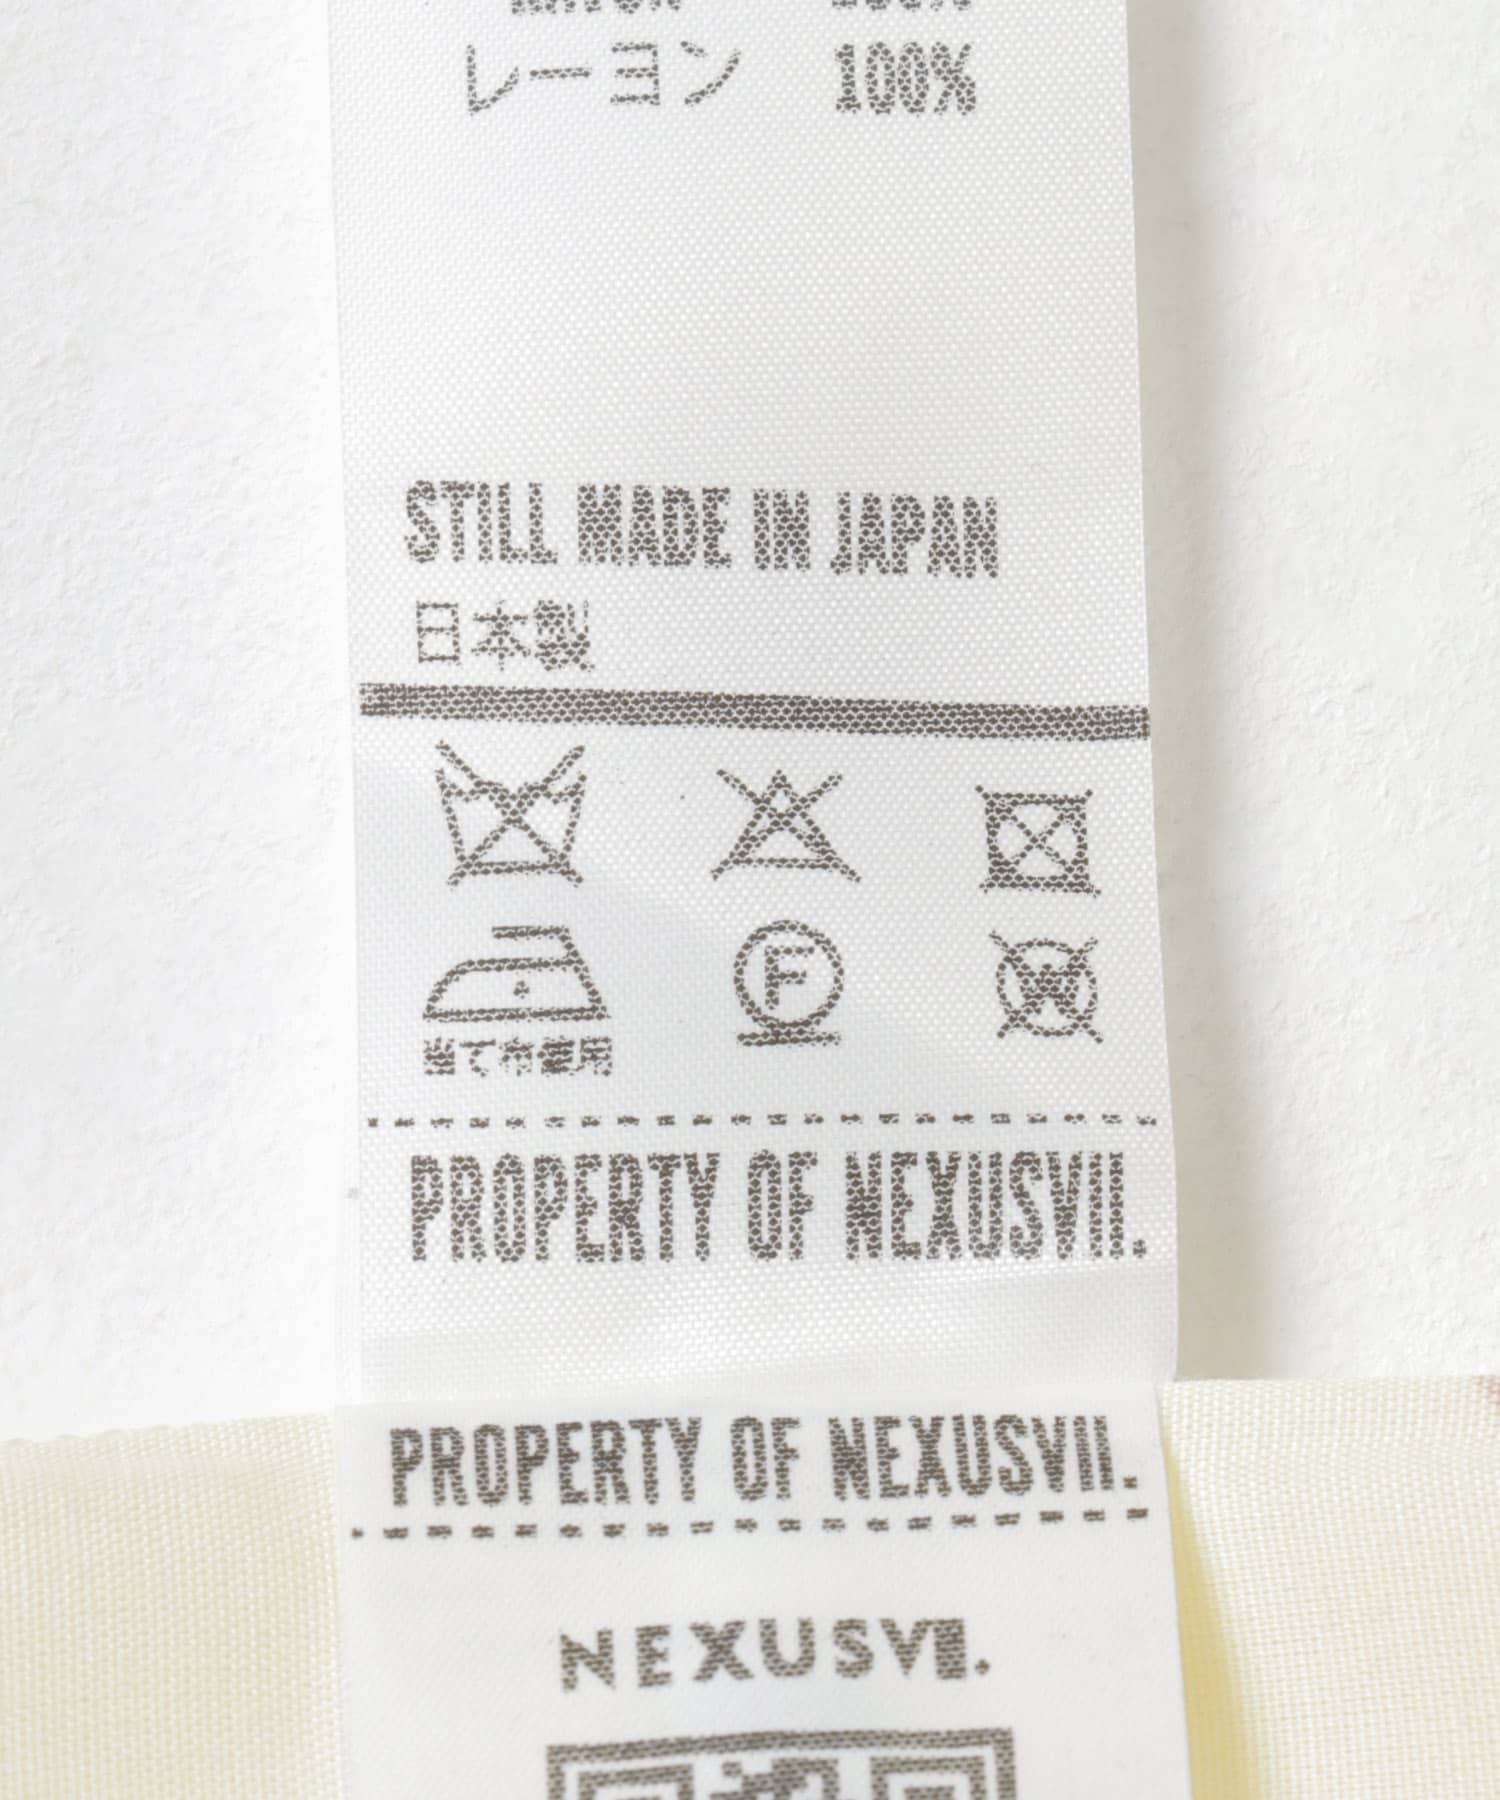 レーヨン 100%
STILL MADE IN JAPAN
日本製
F
W
当て布使用
PROPERTY OF NEXUSVII.
PROPERTY OF NEXUSVII.
NEXUSVII.